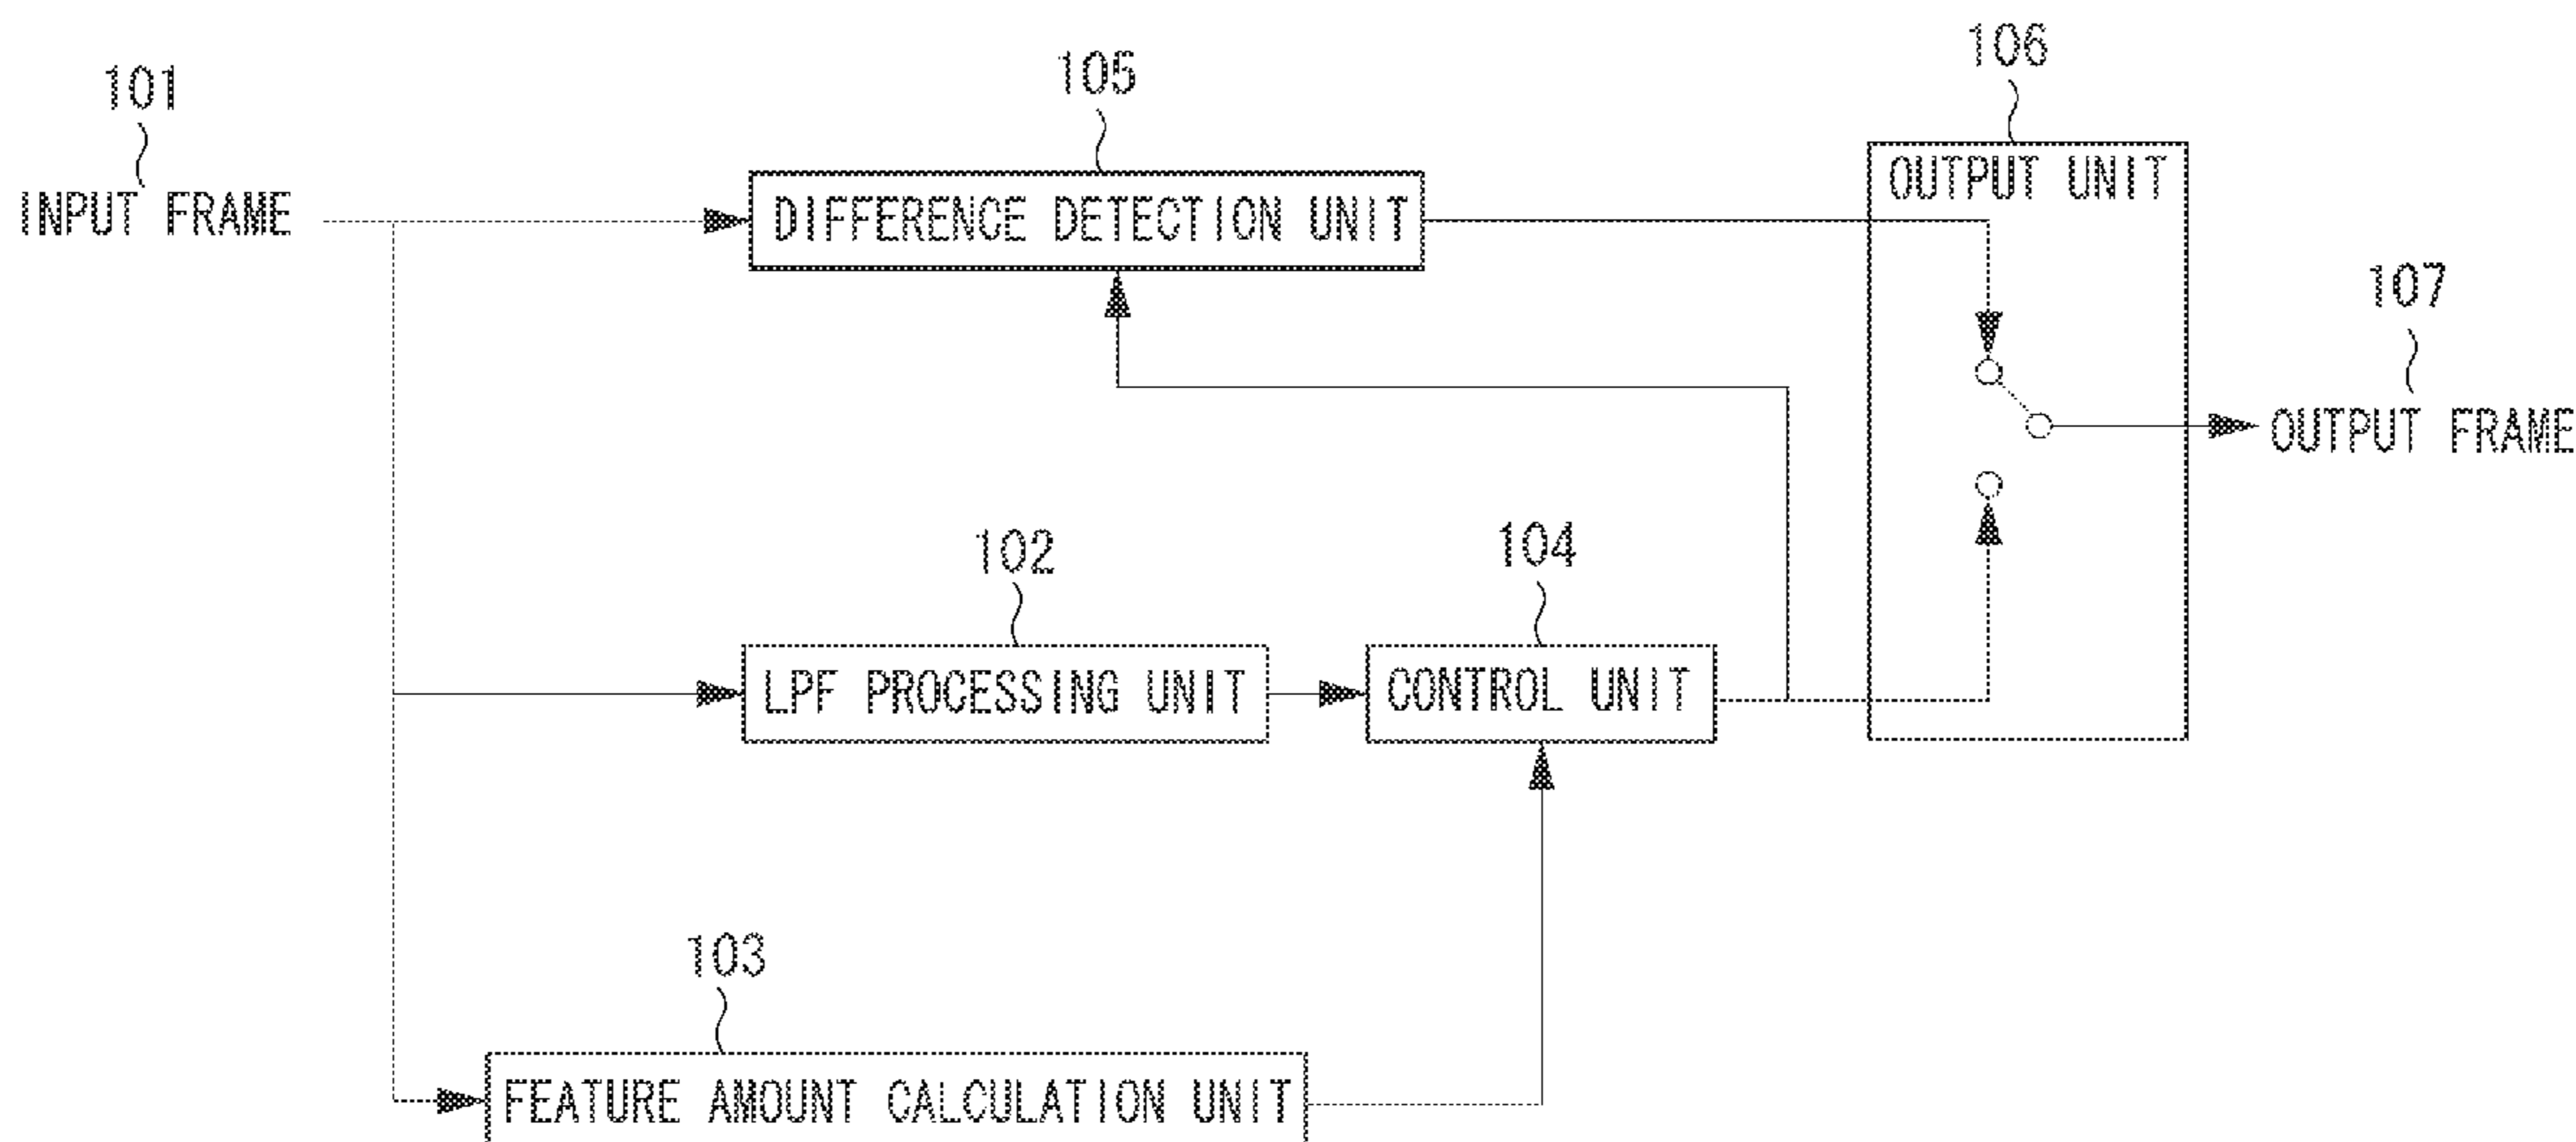 106
105
101
OUTPUT UNIT
INPUT FRAME
DIFFERENCE DETECTION UNIT
107
OUTPUT FRAME
102
104
LPF PROCESSING UNIT
CONTROL UNIT
103
FEATURE AMOUNT CALCULATION UNIT